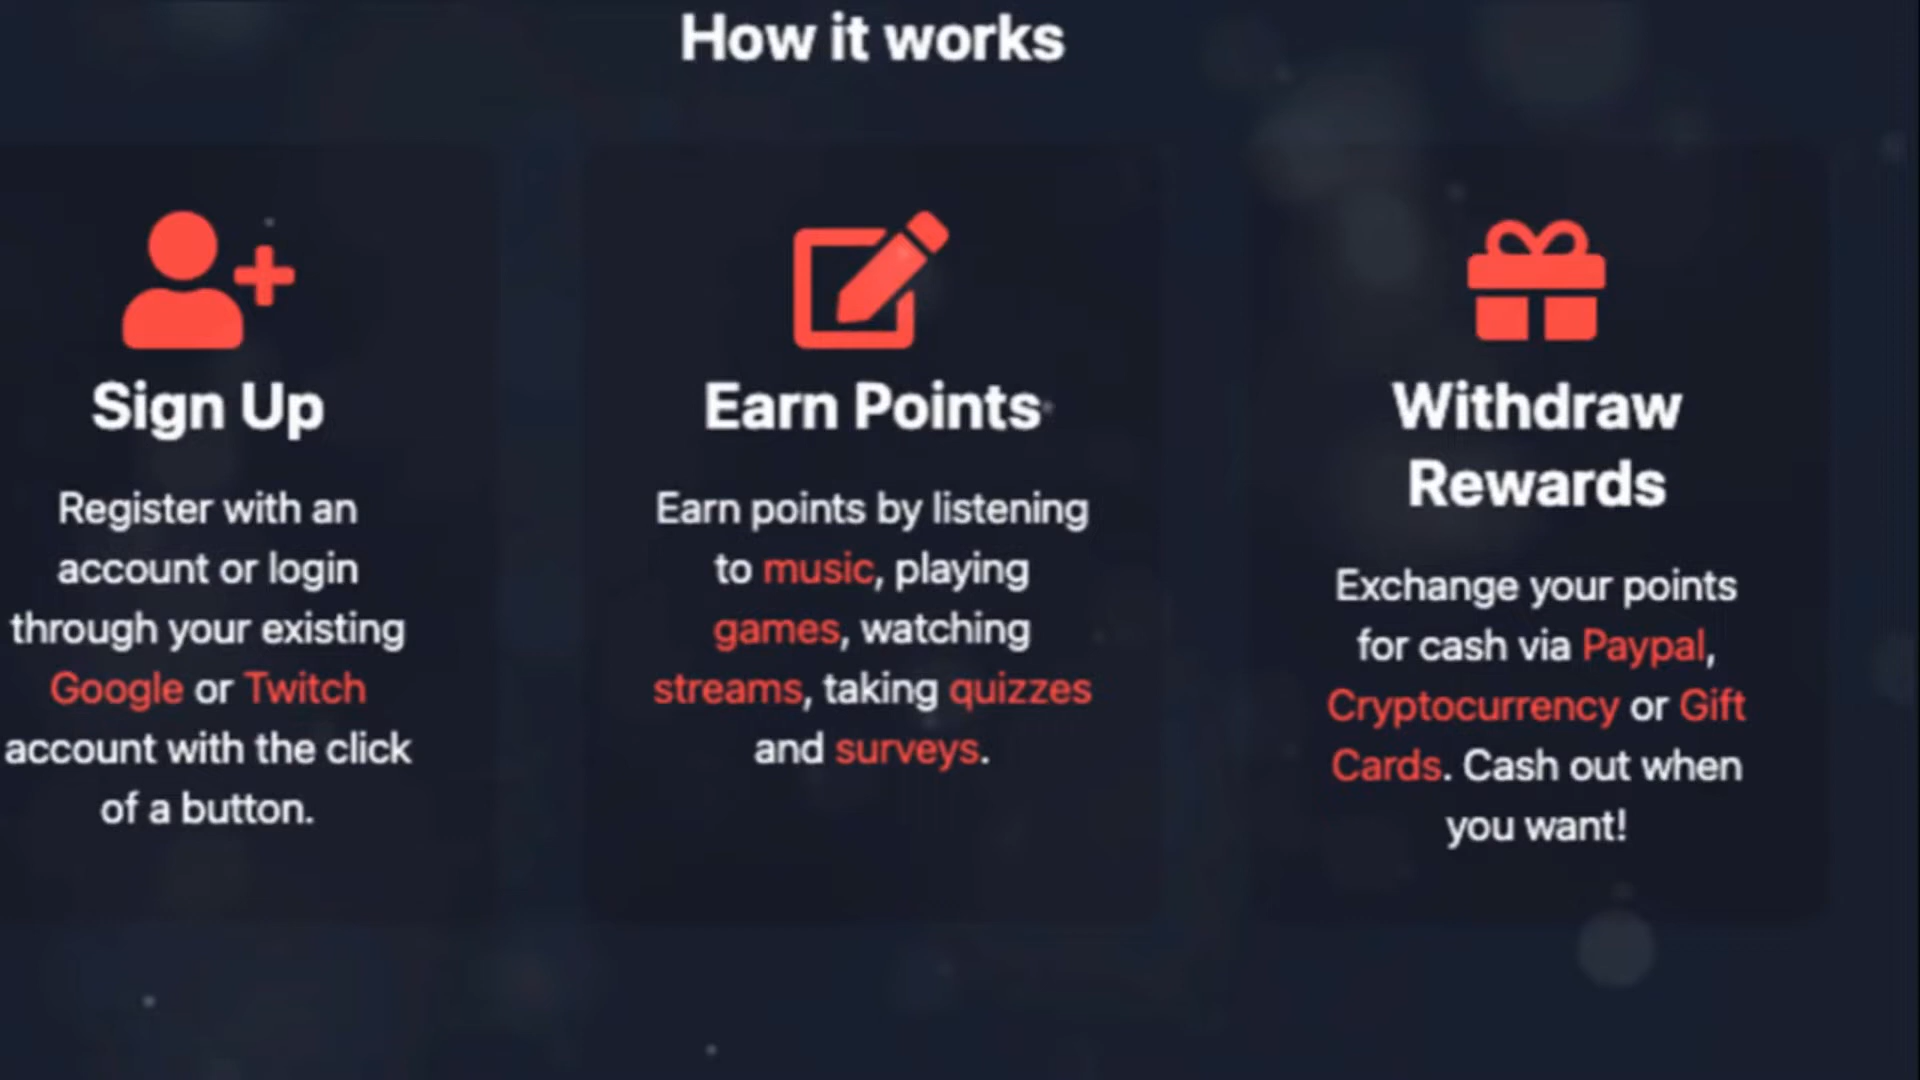 How it works
Sign Up
Register with an
account or login
through your existing
Google or Twitch
account with the click
of a button.
Earn Points
Earn points by listening
to music, playing
games, watching
streams, taking quizzes
and surveys.
Withdraw
Rewards
Exchange your points
for cash via Paypal,
Cryptocurrency or Gift
Cards. Cash out when
you want!